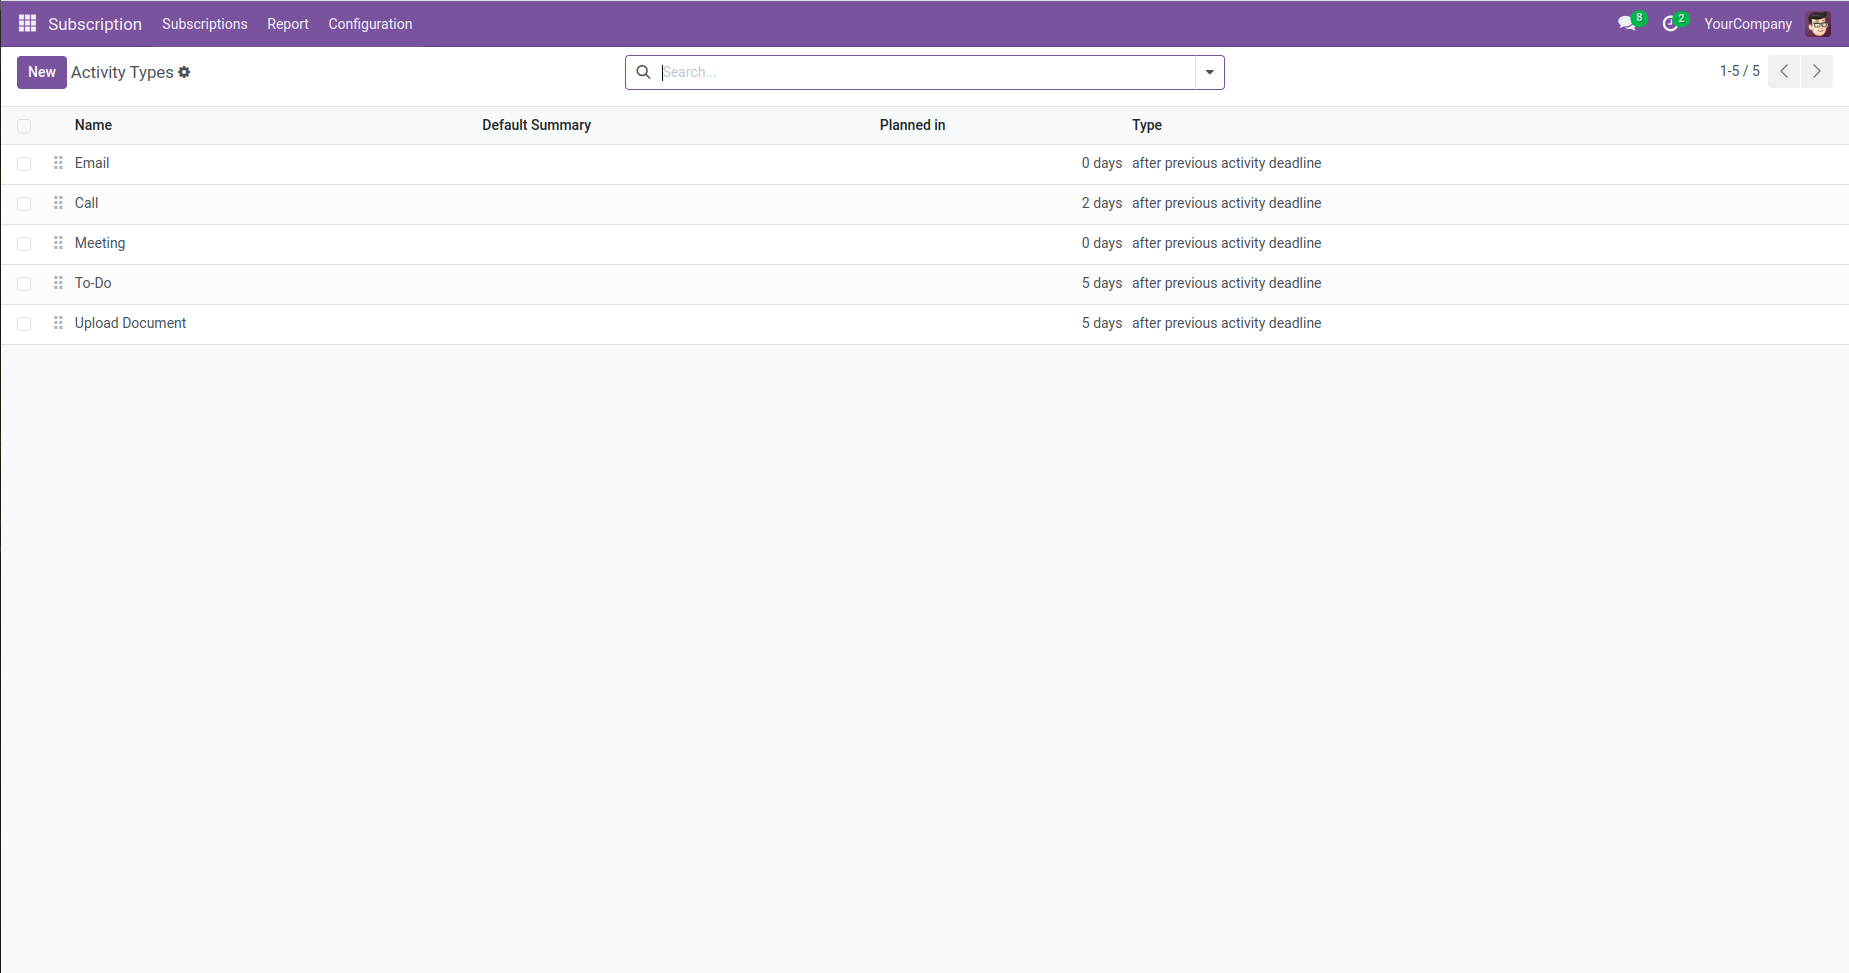 Subscription Subscriptions Report Configuration 8 2 YourCompany
New Activity Types Search... 1-5 / 5
Name Default Summary Planned in Type
Email 0 days after previous activity deadline
Call 2 days after previous activity deadline
Meeting 0 days after previous activity deadline
To-Do 5 days after previous activity deadline
Upload Document 5 days after previous activity deadline